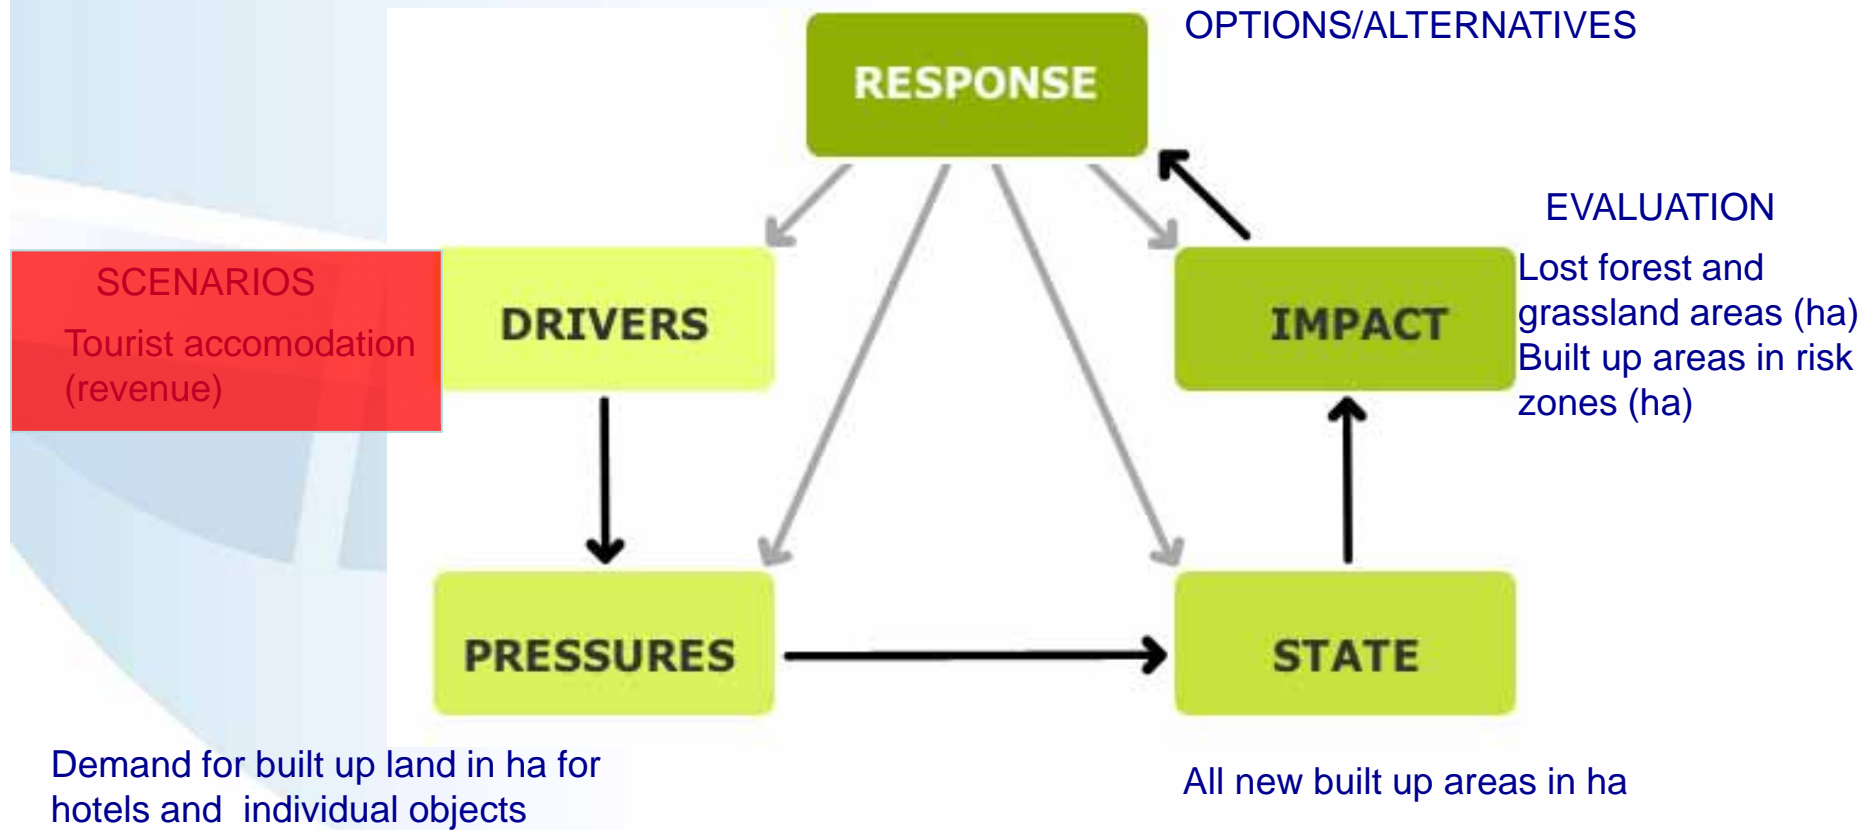 OPTIONS/ALTERNATIVES
RESPONSE
EVALUATION
SCENARIOS
Tourist accomodation
(revenue)
DRIVERS
IMPACT
Lost forest and
grassland areas (ha)
Built up areas in risk
zones (ha)
PRESSURES
STATE
Demand for built up land in ha for
hotels and individual objects
All new built up areas in ha